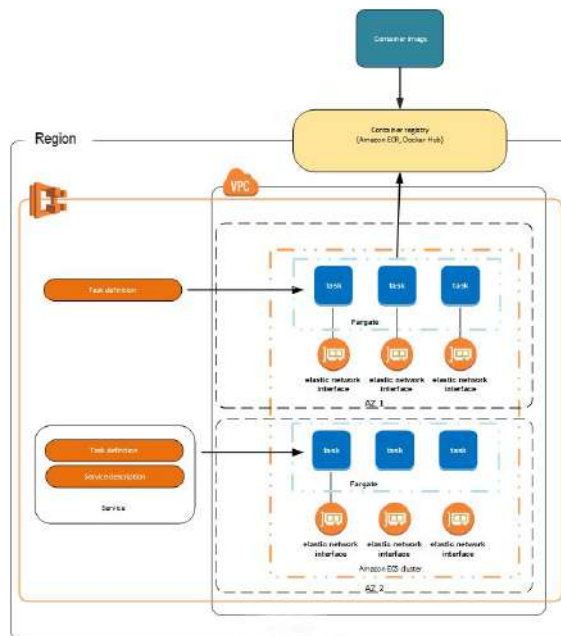 Container image
Container registry
(Amazon ECR, Docker Hub)
Region
VPC
task
task
task
Task definition
Fargate
elastic network
interface
elastic network
interface
elastic network
interface
AZ 1
Task definition
Service description
Service
task
task
task
Fargate
elastic network
interface
elastic network
interface
elastic network
interface
Amazon ECS cluster
AZ 2